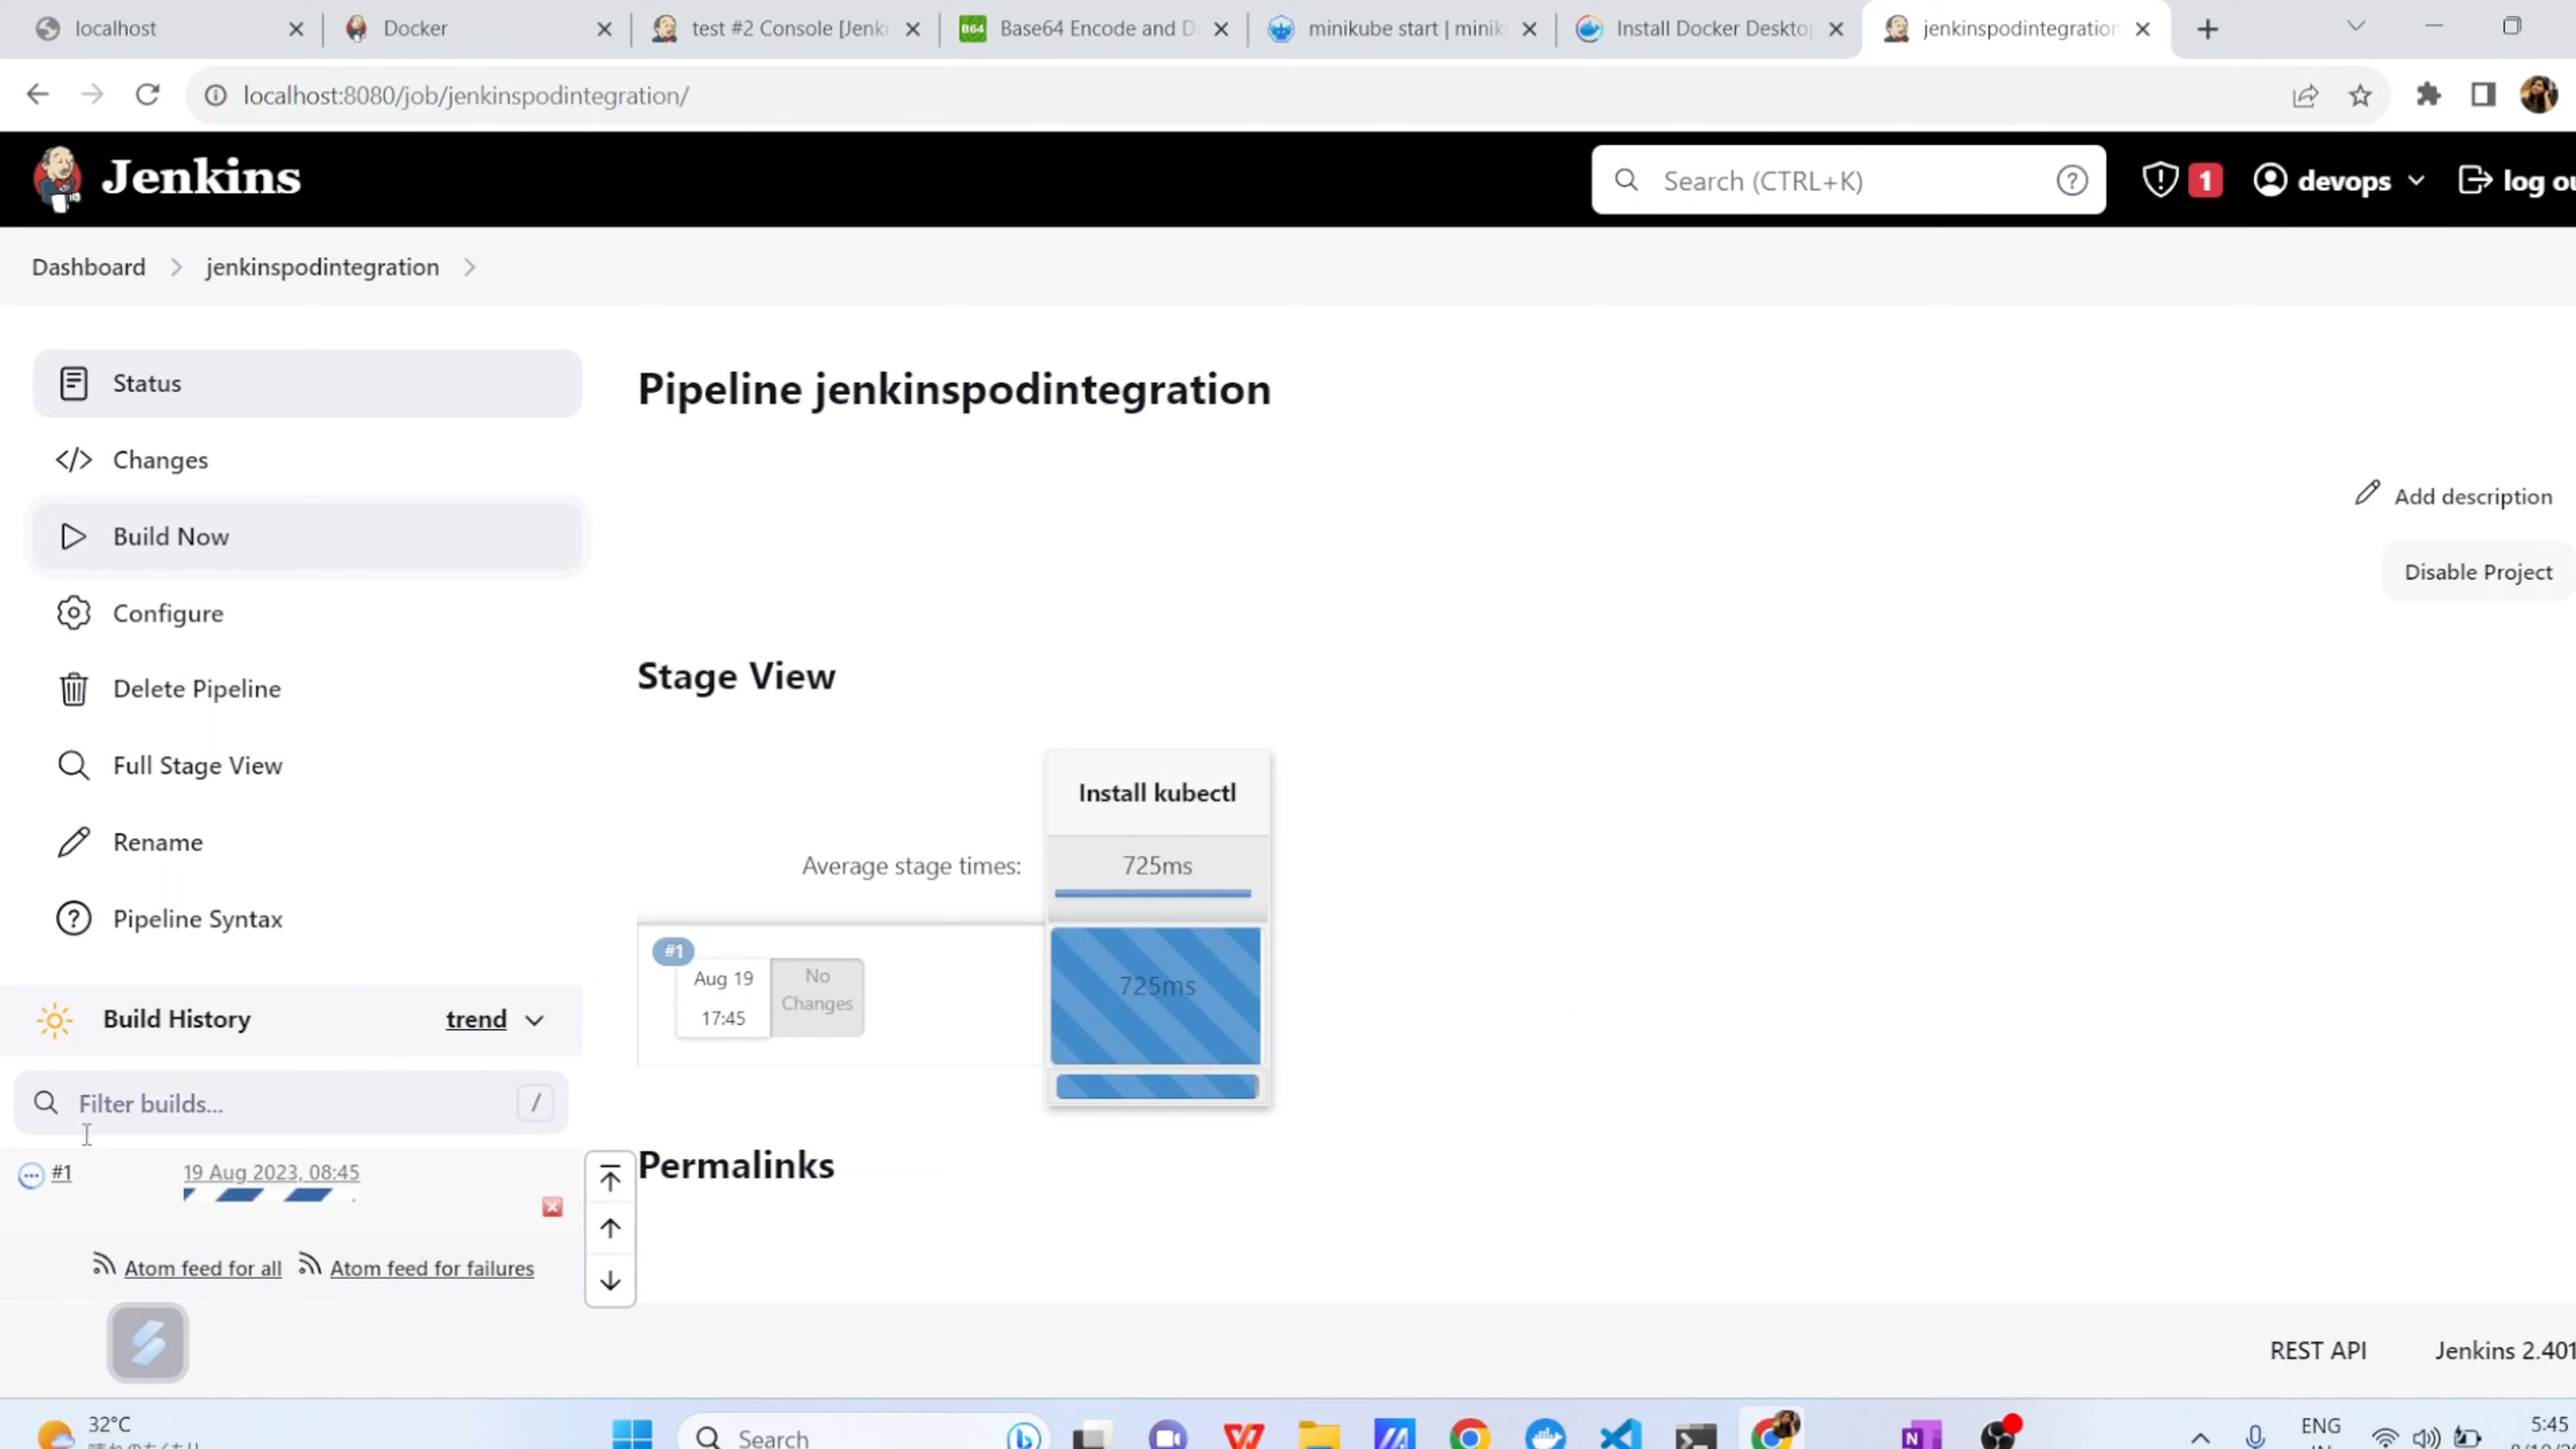 localhost
Docker
test #2 Console [Jenki
B64 Base64 Encode and D
minikube start | minik
Install Docker Deskto
jenkinspodintegration
localhost:8080/job/jenkinspodintegration/
Jenkins
Search (CTRL+K)
1
devops
log ou
Dashboard
jenkinspodintegration
Status
Changes
Build Now
Configure
Delete Pipeline
Full Stage View
Rename
Pipeline Syntax
Build History
trend
Filter builds...
/
#1
19 Aug 2023, 08:45
Atom feed for all
Atom feed for failures
Pipeline jenkinspodintegration
Add description
Disable Project
Stage View
Install kubectl
Average stage times:
725ms
#1
Aug 19
17:45
No
Changes
725ms
Permalinks
REST API
Jenkins 2.401
32°C
Search
ENG
IN
5:45